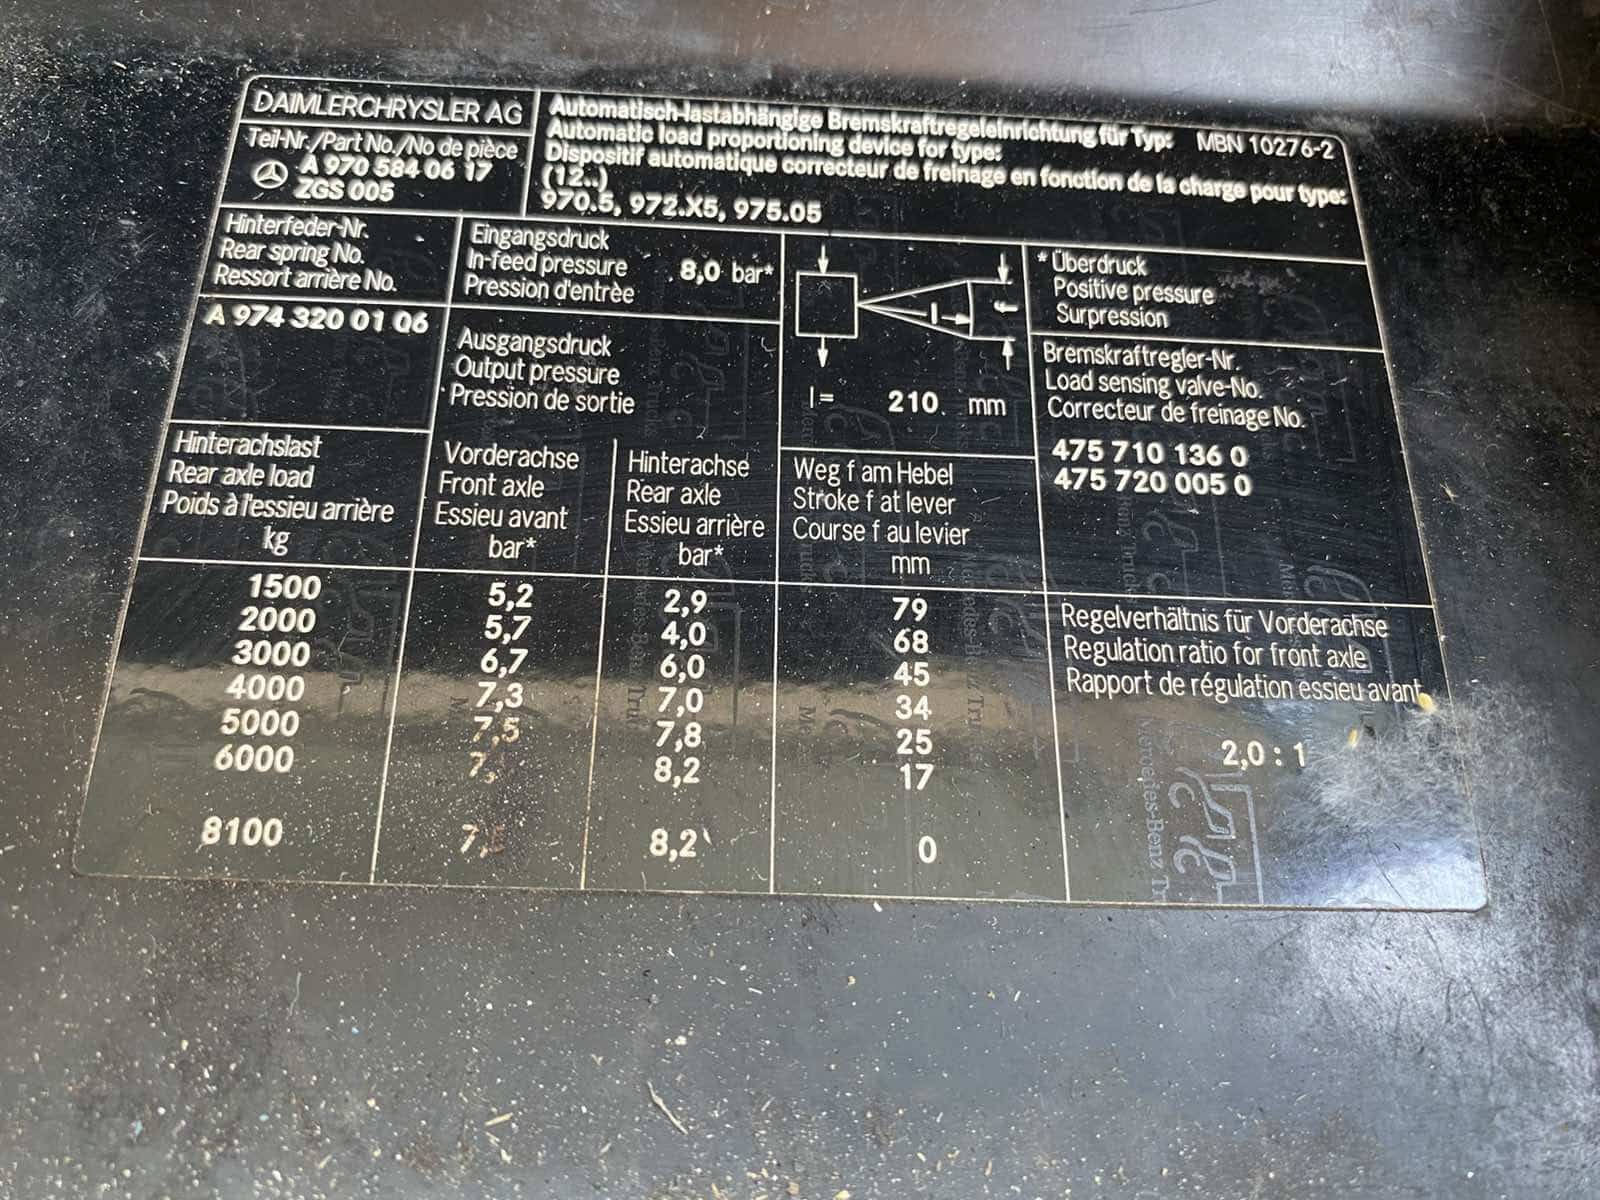 DAIMLERCHRYSLER AG
Teil-Nr./Part No./No de pièce
A 970 584 06 17
ZGS 005
Automatisch-lastabhängige Bremskraftregeleinrichtung für Typ: MBN 10276-2
Automatic load proportioning device for type:
Dispositif automatique correcteur de freinage en fonction de la charge pour type:
(12..)
970.5, 972.X5, 975.05
Hinterfeder-Nr.
Rear spring No.
Ressort arrière No.
A 974 320 01 06
Eingangsdruck
In-feed pressure 8,0 bar*
Pression d'entrèe
Ausgangsdruck
Output pressure
Pression de sortie
l
f
l = 210 mm
* Überdruck
Positive pressure
Surpression
Bremskraftregler-Nr.
Load sensing valve-No.
Correcteur de freinage No.
475 710 136 0
475 720 005 0
Hinterachslast
Rear axle load
Poids à l'essieu arrière
kg
Vorderachse
Front axle
Essieu avant
bar*
Hinterachse
Rear axle
Essieu arrière
bar*
Weg f am Hebel
Stroke f at lever
Course f au levier
mm
1500 5,2 2,9 79
2000 5,7 4,0 68
3000 6,7 6,0 45
4000 7,3 7,0 34
5000 7,5 7,8 25
6000 8,2 17
8100 8,2 0
Regelverhältnis für Vorderachse
Regulation ratio for front axle
Rapport de régulation essieu avant
2,0 : 1
Mercedes-Benz Tr